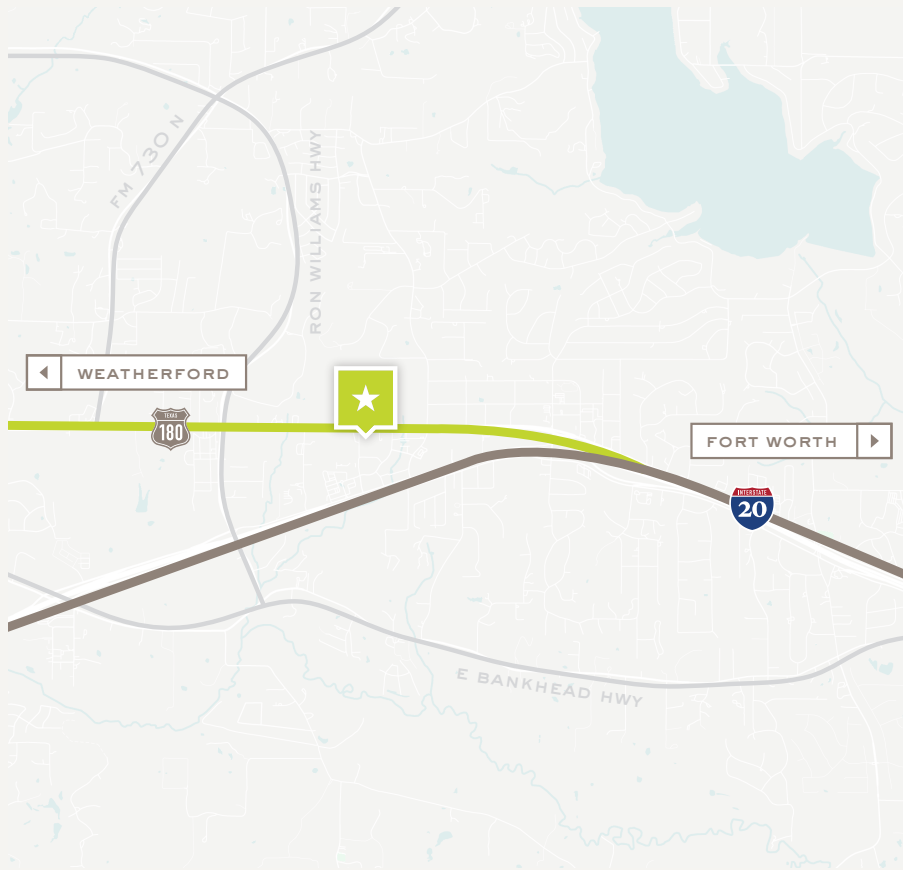 FM 730 N
RON WILLIAMS HWY
WEATHERFORD
TEXAS
180
FORT WORTH
INTERSTATE
20
E BANKHEAD HWY